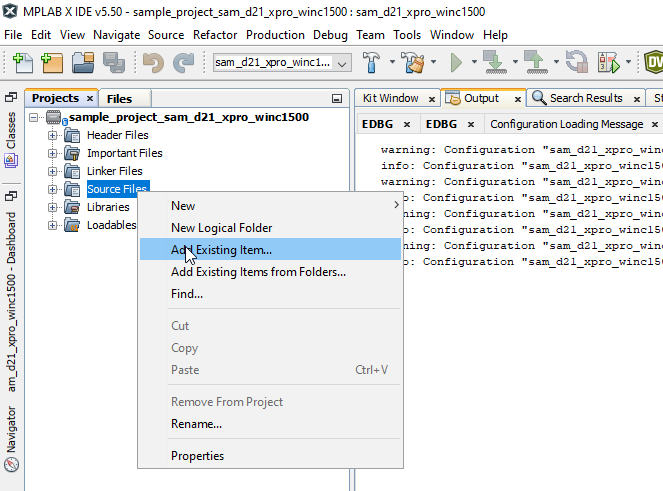 MPLAB X IDE v5.50 - sample_project_sam_d21_xpro_winc1500 : sam_d21_xpro_winc1500
File Edit View Navigate Source Refactor Production Debug Team Tools Window Help
sam_d21_xpro_winc1...
Projects Files
Kit Window Output Search Results
EDBG EDBG Configuration Loading Message
sample_project_sam_d21_xpro_winc1500
Header Files
Important Files
Linker Files
Source Files
Libraries
Loadables
New
New Logical Folder
Add Existing Item...
Add Existing Items from Folders...
Find...
Cut
Copy
Paste Ctrl+V
Remove From Project
Rename...
Properties
warning: Configuration "sam_d21_xpro_winc
info: Configuration "sam_d21_xpro_winc150
warning: Configuration "sam_d21_xpro_winc
Configuration "sam_d21_xpro_winc150
Configuration "sam_d21_xpro_winc
Configuration "sam_d21_xpro_winc150
Configuration "sam_d21_xpro_winc
Configuration "sam_d21_xpro_winc150
Classes
am_d21_xpro_winc1500 - Dashboard
Navigator